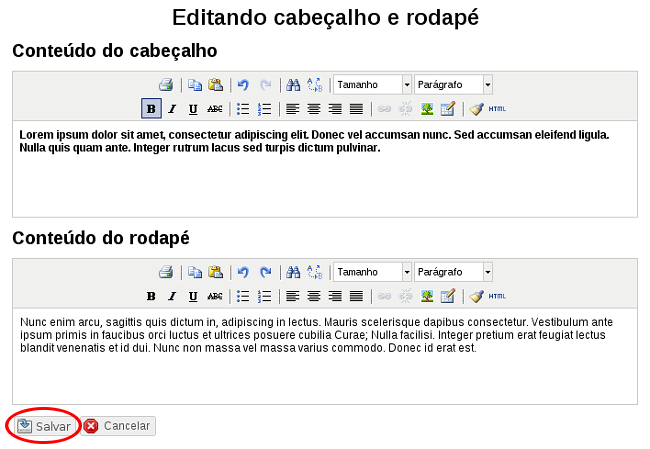 Editando cabeçalho e rodapé
Conteúdo do cabeçalho
Tamanho Parágrafo
B I U ABC HTML
Lorem ipsum dolor sit amet, consectetur adipiscing elit. Donec vel accumsan nunc. Sed accumsan eleifend ligula.
Nulla quis quam ante. Integer rutrum lacus sed turpis dictum pulvinar.
Conteúdo do rodapé
Tamanho Parágrafo
B I U ABC HTML
Nunc enim arcu, sagittis quis dictum in, adipiscing in lectus. Mauris scelerisque dapibus consectetur. Vestibulum ante
ipsum primis in faucibus orci luctus et ultrices posuere cubilia Curae; Nulla facilisi. Integer pretium erat feugiat lectus
blandit venenatis et id dui. Nunc non massa vel massa varius commodo. Donec id erat est.
Salvar Cancelar